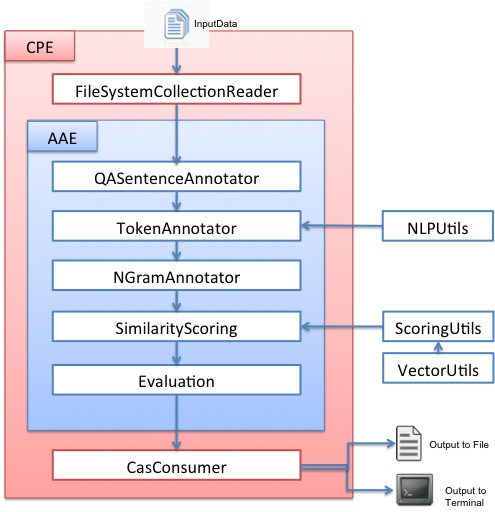 InputData
CPE
FileSystemCollectionReader
AAE
QASentenceAnnotator
TokenAnnotator
NLPUtils
NGramAnnotator
SimilarityScoring
ScoringUtils
VectorUtils
Evaluation
CasConsumer
Output to File
Output to
Terminal